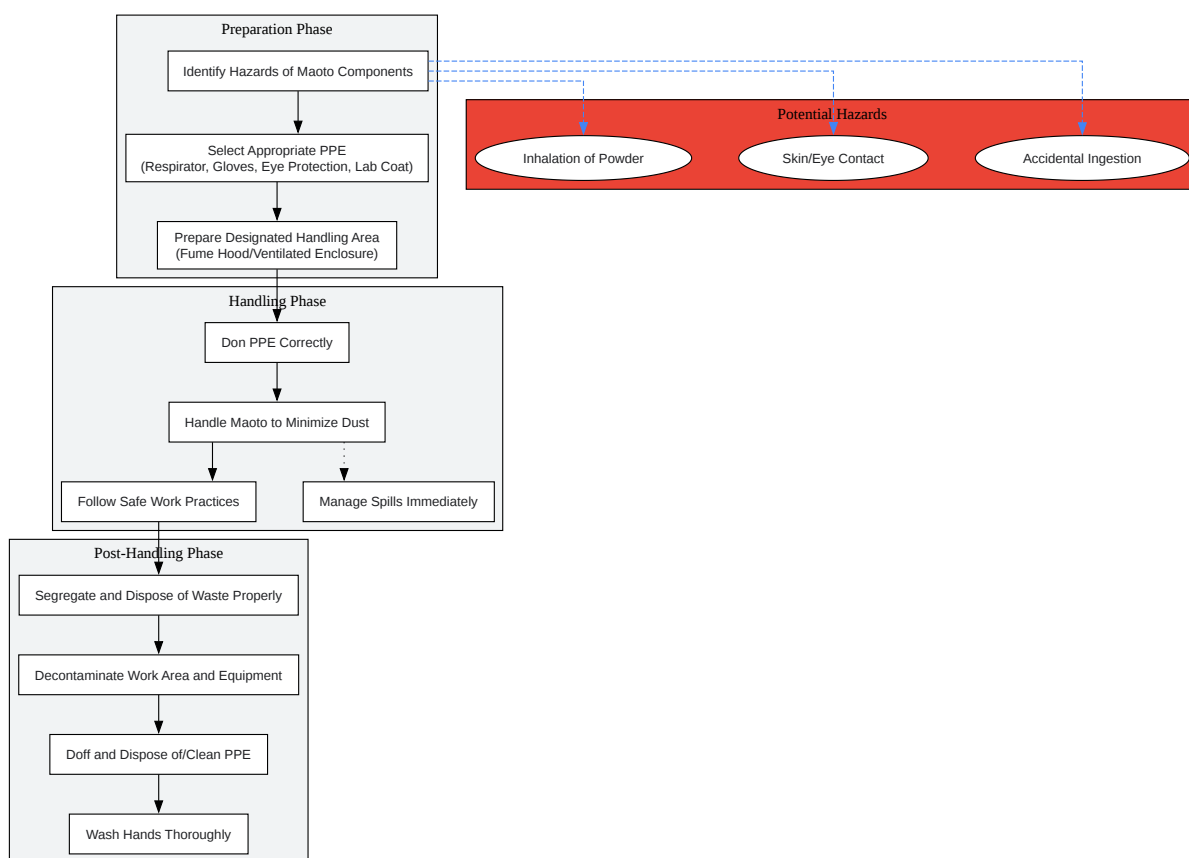 Preparation Phase
Identify Hazards of Maoto Components
Select Appropriate PPE
(Respirator, Gloves, Eye Protection, Lab Coat)
Prepare Designated Handling Area
(Fume Hood/Ventilated Enclosure)
Potential Hazards
Inhalation of Powder
Skin/Eye Contact
Accidental Ingestion
Handling Phase
Don PPE Correctly
Handle Maoto to Minimize Dust
Follow Safe Work Practices
Manage Spills Immediately
Post-Handling Phase
Segregate and Dispose of Waste Properly
Decontaminate Work Area and Equipment
Doff and Dispose of/Clean PPE
Wash Hands Thoroughly